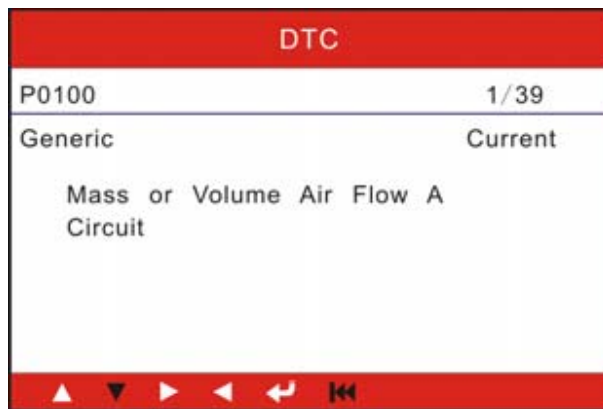 DTC
P0100 1/39
Generic Current
Mass or Volume Air Flow A
Circuit